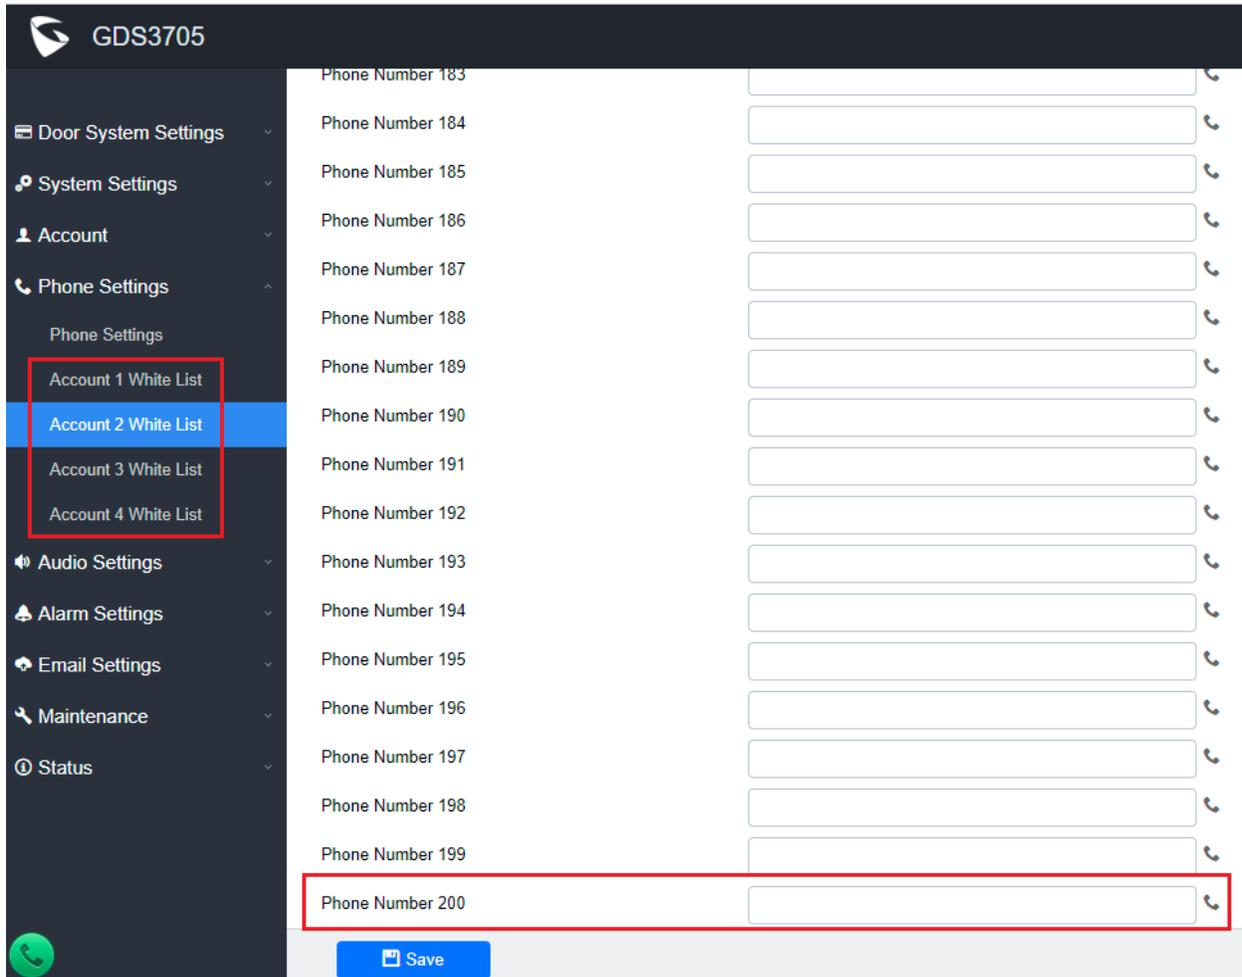 GDS3705
Door System Settings
System Settings
Account
Phone Settings
Phone Settings
Account 1 White List
Account 2 White List
Account 3 White List
Account 4 White List
Audio Settings
Alarm Settings
Email Settings
Maintenance
Status
Phone Number 183
Phone Number 184
Phone Number 185
Phone Number 186
Phone Number 187
Phone Number 188
Phone Number 189
Phone Number 190
Phone Number 191
Phone Number 192
Phone Number 193
Phone Number 194
Phone Number 195
Phone Number 196
Phone Number 197
Phone Number 198
Phone Number 199
Phone Number 200
Save